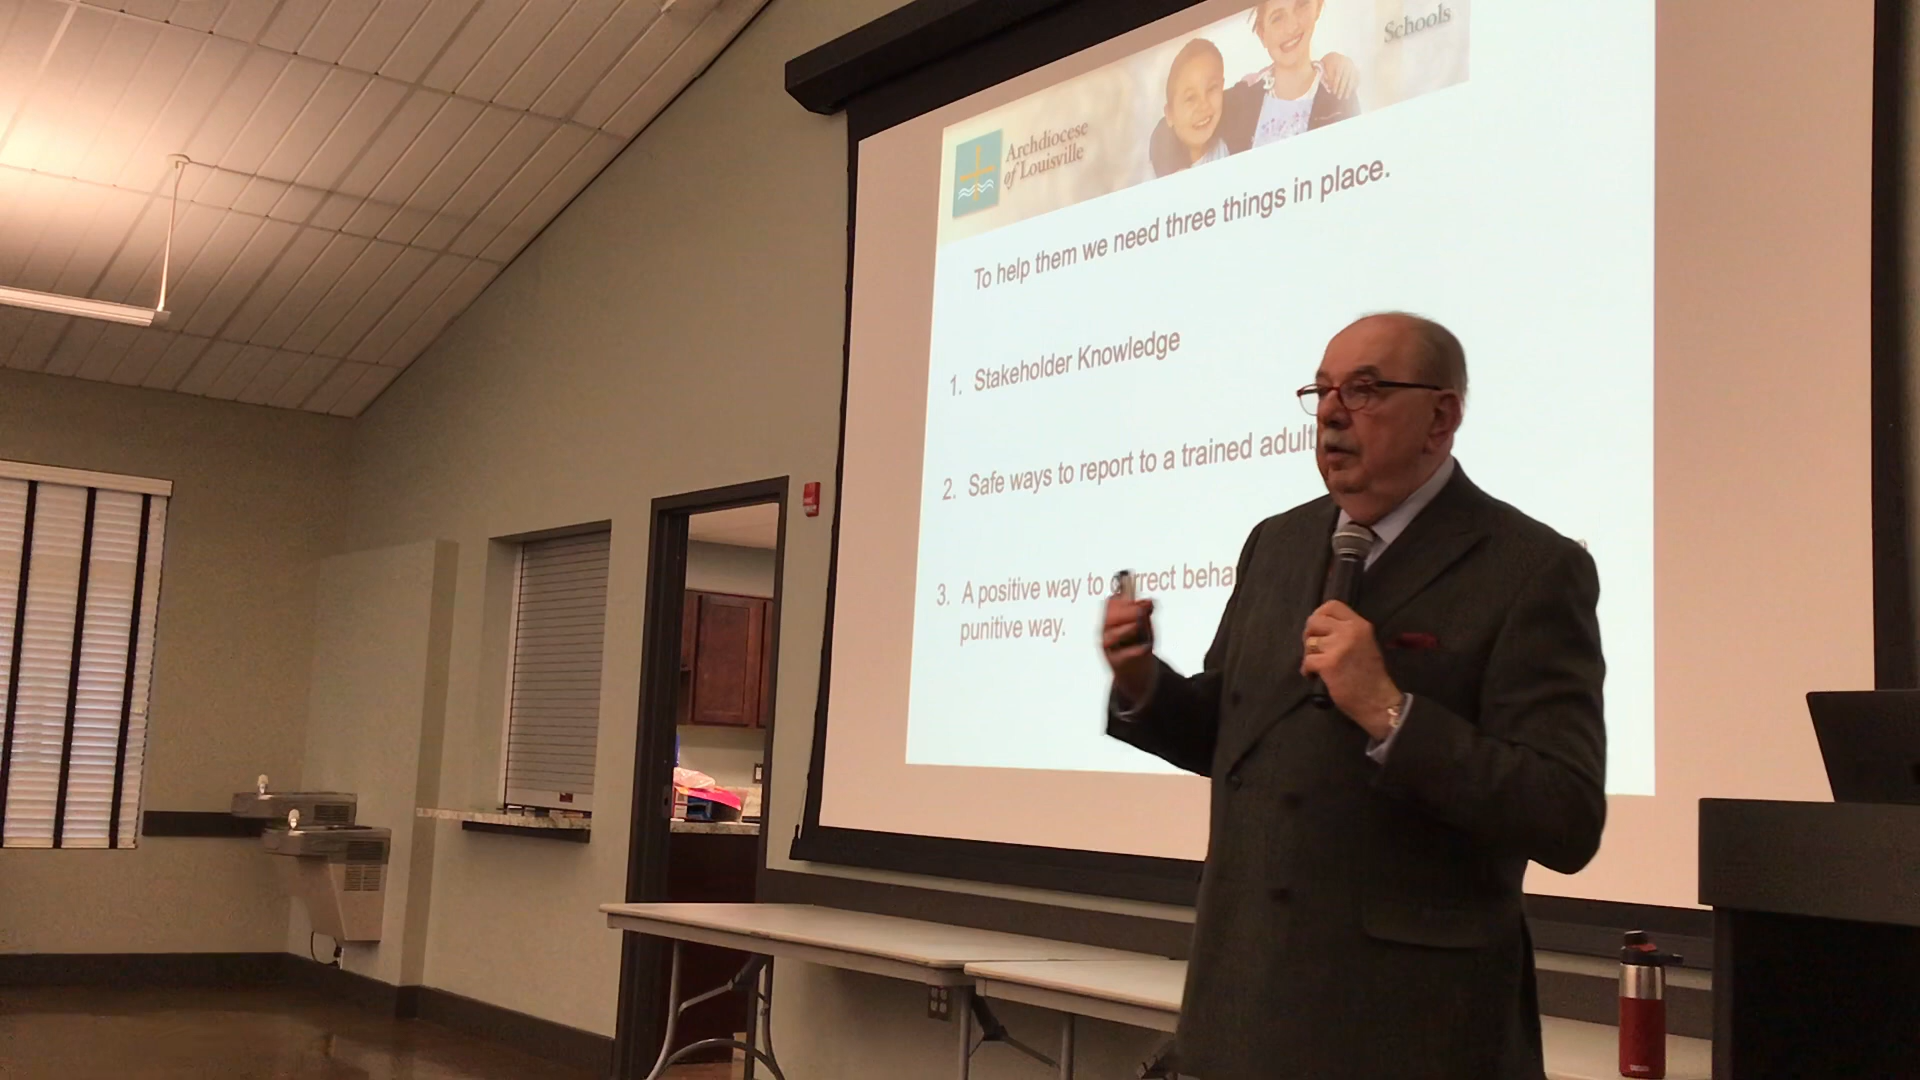 Schools
Archdiocese
of Louisville
To help them we need three things in place.
1. Stakeholder Knowledge
2. Safe ways to report to a trained adult
3. A positive way to correct
punitive way.